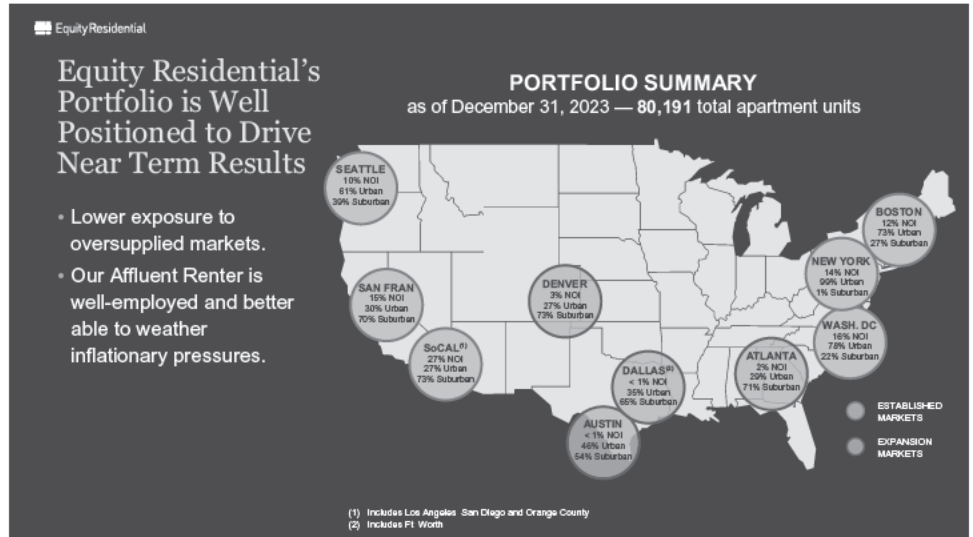 Equity Residential
Equity Residential's
Portfolio is Well
Positioned to Drive
Near Term Results
• Lower exposure to
oversupplied markets.
• Our Affluent Renter is
well-employed and better
able to weather
inflationary pressures.
PORTFOLIO SUMMARY
as of December 31, 2023 — 80,191 total apartment units
SEATTLE
10% NOI
61% Urban
39% Suburban
SAN FRAN
15% NOI
30% Urban
70% Suburban
SoCAL(1)
27% NOI
27% Urban
73% Suburban
DENVER
3% NOI
27% Urban
73% Suburban
DALLAS(2)
< 1% NOI
35% Urban
65% Suburban
AUSTIN
< 1% NOI
46% Urban
54% Suburban
ATLANTA
2% NOI
29% Urban
71% Suburban
BOSTON
12% NOI
73% Urban
27% Suburban
NEW YORK
14% NOI
99% Urban
1% Suburban
WASH. DC
16% NOI
78% Urban
22% Suburban
ESTABLISHED
MARKETS
EXPANSION
MARKETS
(1) Includes Los Angeles San Diego and Orange County
(2) Includes Ft Worth